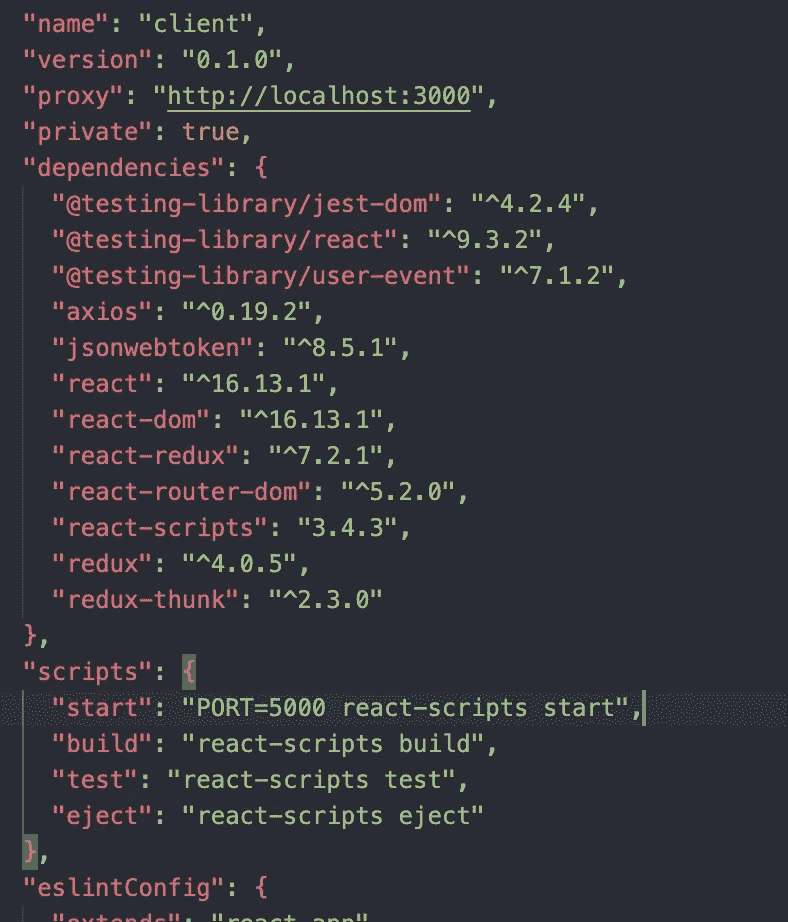 "name": "client",
"version": "0.1.0",
"proxy": "http://localhost:3000",
"private": true,
"dependencies": {
"@testing-library/jest-dom": "^4.2.4",
"@testing-library/react": "^9.3.2",
"@testing-library/user-event": "^7.1.2",
"axios": "^0.19.2",
"jsonwebtoken": "^8.5.1",
"react": "^16.13.1",
"react-dom": "^16.13.1",
"react-redux": "^7.2.1",
"react-router-dom": "^5.2.0",
"react-scripts": "3.4.3",
"redux": "^4.0.5",
"redux-thunk": "^2.3.0"
},
"scripts": {
"start": "PORT=5000 react-scripts start",
"build": "react-scripts build",
"test": "react-scripts test",
"eject": "react-scripts eject"
},
"eslintConfig": {
"extends": "react-app"